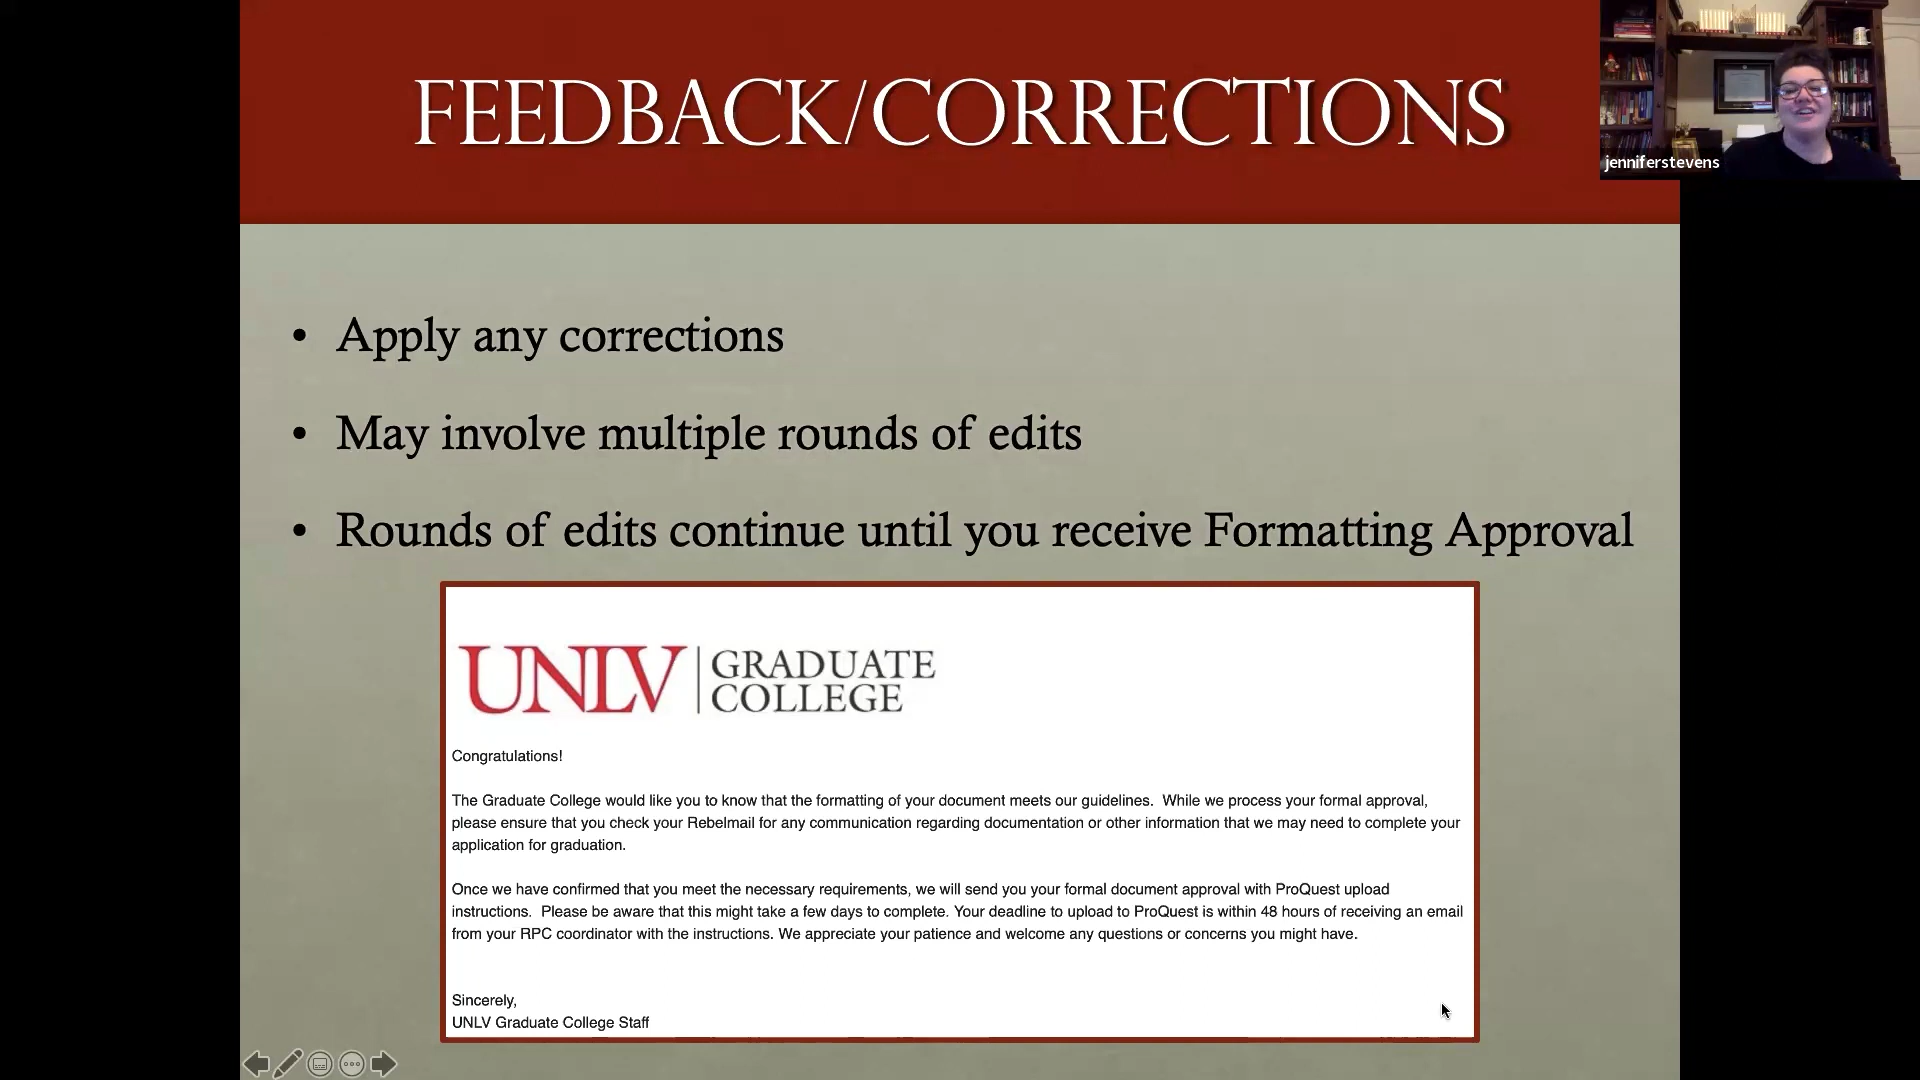 FEEDBACK/CORRECTIONS
jenniferstevens
• Apply any corrections
• May involve multiple rounds of edits
• Rounds of edits continue until you receive Formatting Approval
UNLV | GRADUATE
COLLEGE
Congratulations!
The Graduate College would like you to know that the formatting of your document meets our guidelines.  While we process your formal approval,
please ensure that you check your Rebelmail for any communication regarding documentation or other information that we may need to complete your
application for graduation.
Once we have confirmed that you meet the necessary requirements, we will send you your formal document approval with ProQuest upload
instructions.  Please be aware that this might take a few days to complete. Your deadline to upload to ProQuest is within 48 hours of receiving an email
from your RPC coordinator with the instructions. We appreciate your patience and welcome any questions or concerns you might have.
Sincerely,
UNLV Graduate College Staff